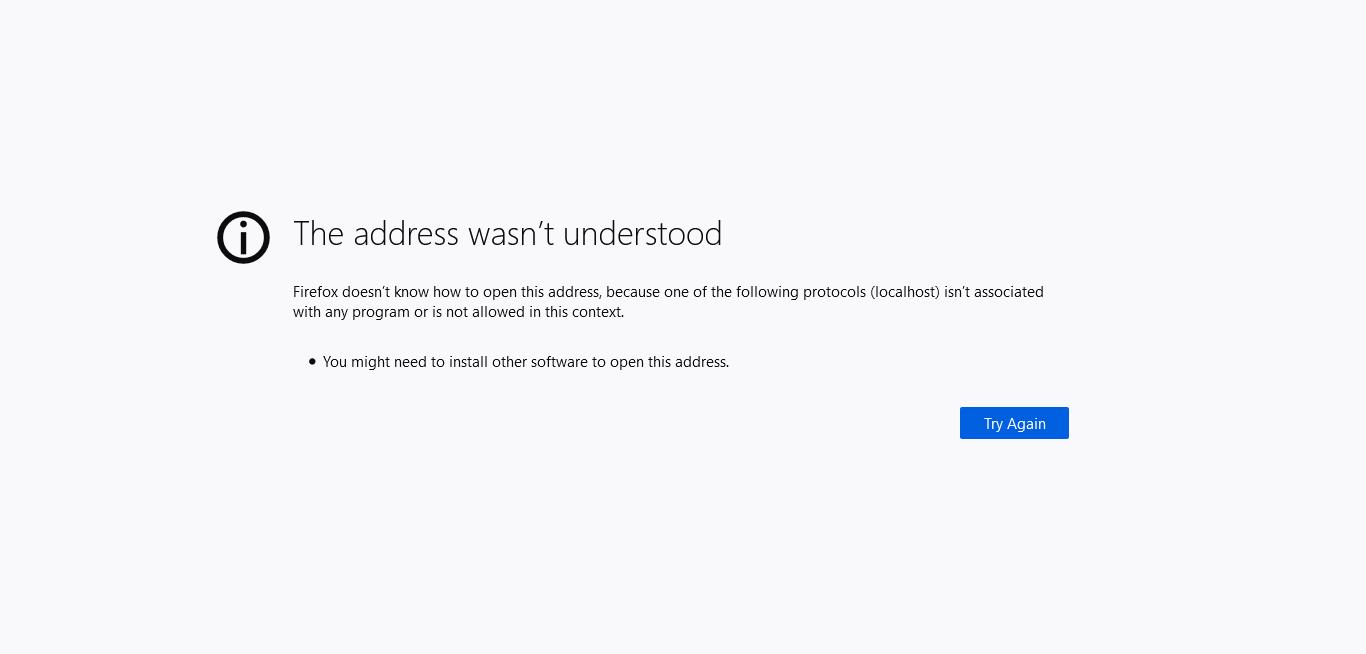 The address wasn’t understood
Firefox doesn’t know how to open this address, because one of the following protocols (localhost) isn’t associated
with any program or is not allowed in this context.
• You might need to install other software to open this address.
Try Again